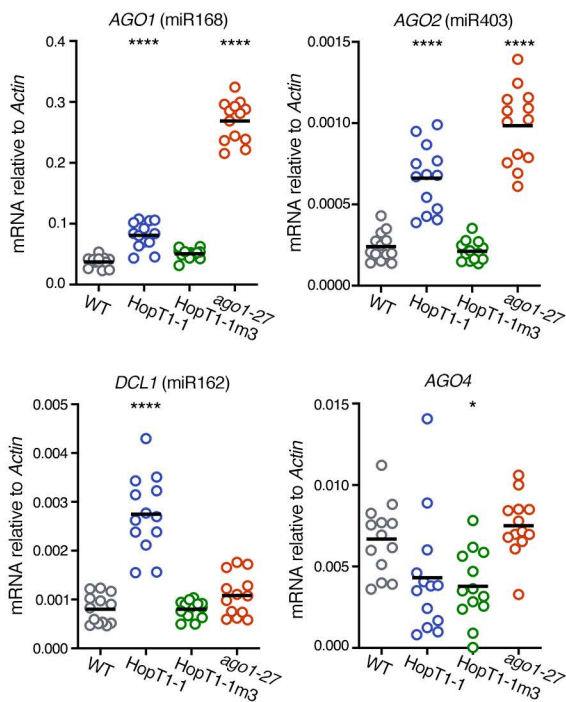 AGO1 (miR168)
mRNA relative to Actin
0.4
0.3
0.2
0.1
0.0
**** ****
WT HopT1-1 HopT1-1m3 ago1-27
AGO2 (miR403)
mRNA relative to Actin
0.0015
0.0010
0.0005
0.0000
**** ****
WT HopT1-1 HopT1-1m3 ago1-27
DCL1 (miR162)
mRNA relative to Actin
0.005
0.004
0.003
0.002
0.001
0.000
****
WT HopT1-1 HopT1-1m3 ago1-27
AGO4
mRNA relative to Actin
0.015
0.010
0.005
0.000
*
WT HopT1-1 HopT1-1m3 ago1-27